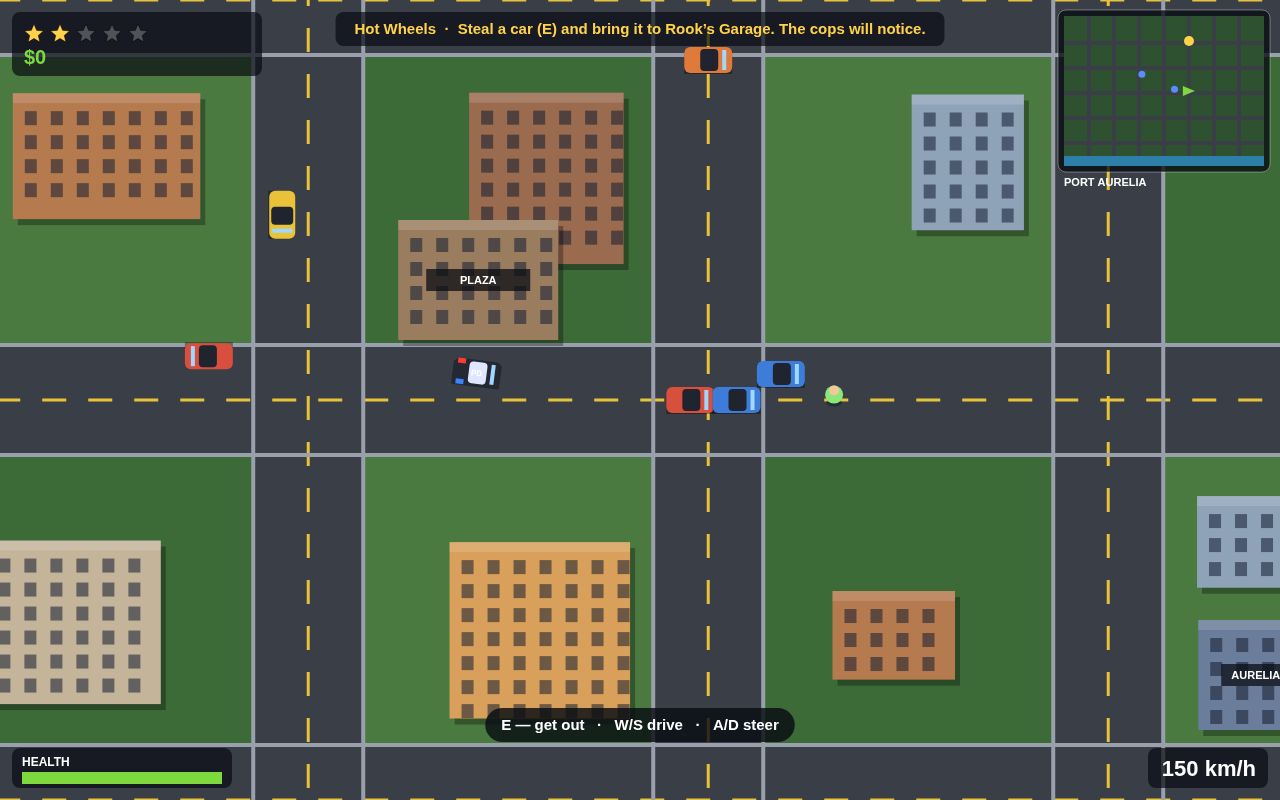 Hot Wheels · Steal a car (E) and bring it to Rook's Garage. The cops will notice.
$0
PORT AURELIA
PLAZA
AURELIA
E — get out · W/S drive · A/D steer
HEALTH
150 km/h